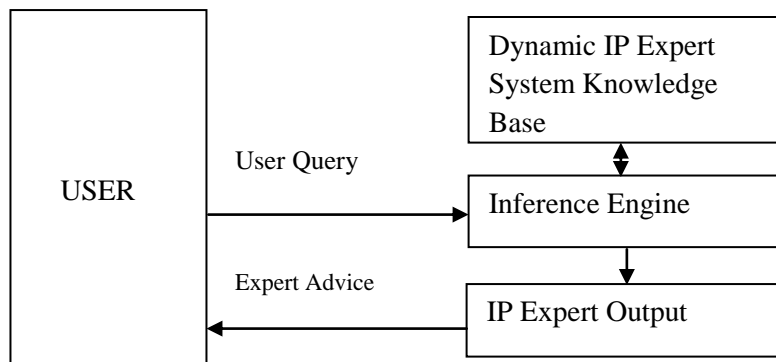 Dynamic IP Expert
System Knowledge
Base
User Query
USER
Inference Engine
Expert Advice
IP Expert Output